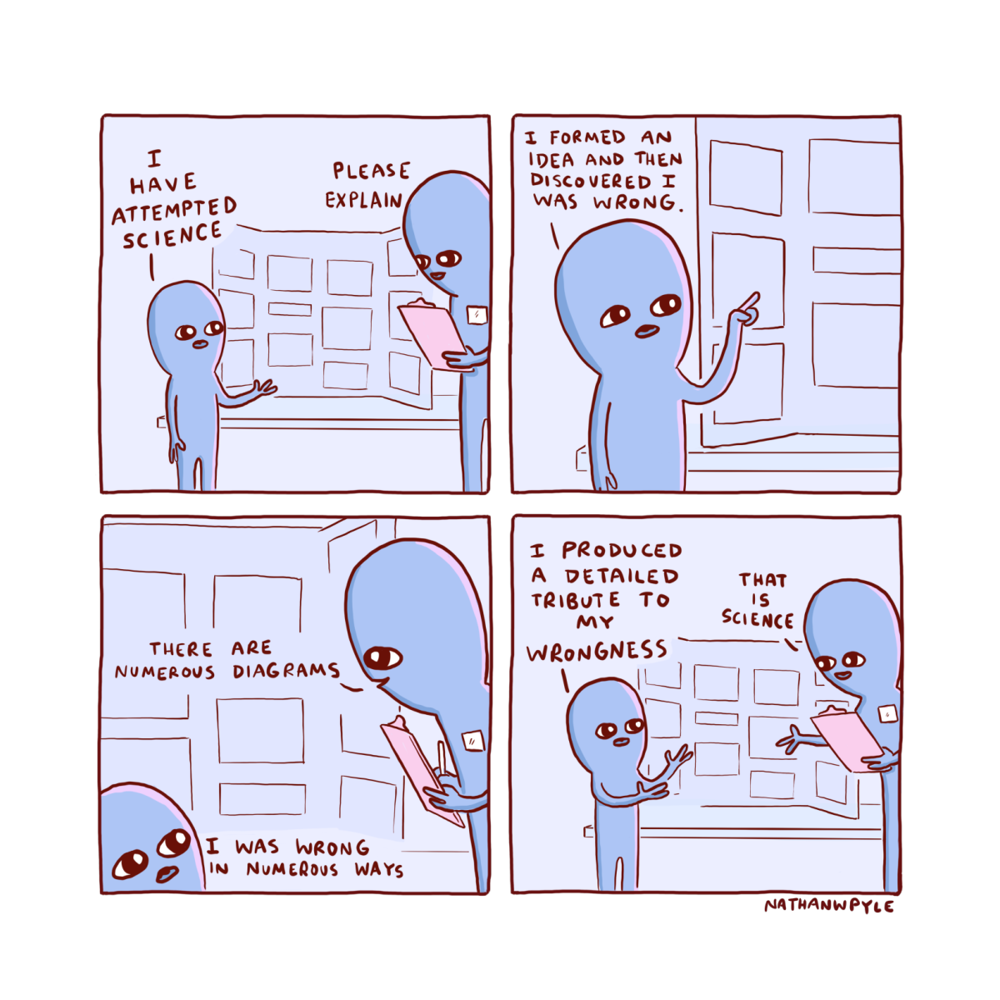 I
HAVE
ATTEMPTED
SCIENCE
PLEASE
EXPLAIN
I FORMED AN
IDEA AND THEN
DISCOVERED I
WAS WRONG.
THERE ARE
NUMEROUS DIAGRAMS
I WAS WRONG
IN NUMEROUS WAYS
I PRODUCED
A DETAILED
TRIBUTE TO
MY
WRONGNESS
THAT
IS
SCIENCE
NATHANWPYLE